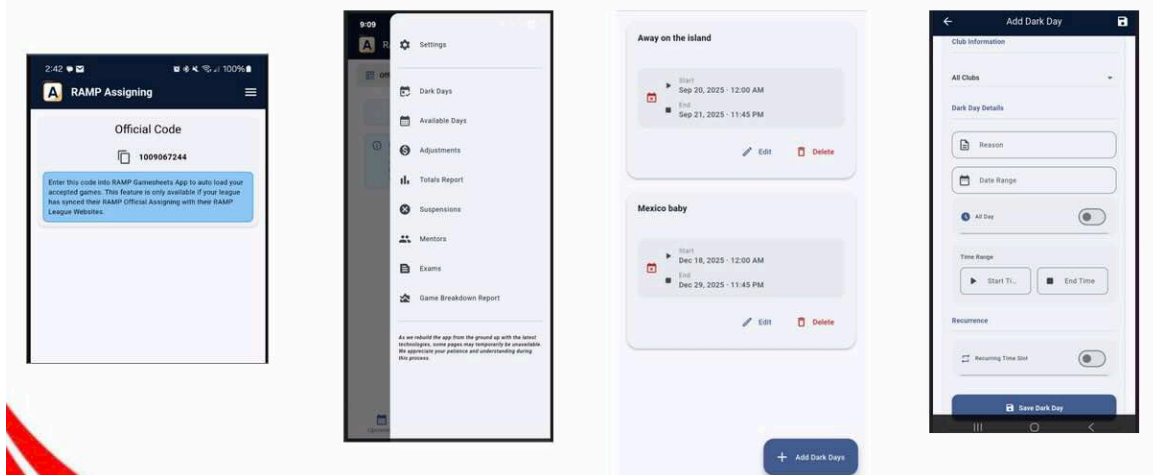 2:42
100%
RAMP Assigning
Official Code
1009067244
Enter this code into RAMP Gamesheets App to auto load your
accepted games. This feature is only available if your league
has synced their RAMP Official Assigning with their RAMP
League Websites.
9:09
Settings
Dark Days
Available Days
Adjustments
Totals Report
Suspensions
Mentors
Exams
Game Breakdown Report
As we rebuild the app from the ground up with the latest
technologies, some pages may temporarily be unavailable.
We appreciate your patience and understanding during
this process.
Away on the island
Start
Sep 20, 2025 - 12:00 AM
End
Sep 21, 2025 - 11:45 PM
Edit Delete
Mexico baby
Start
Dec 18, 2025 - 12:00 AM
End
Dec 29, 2025 - 11:45 PM
Edit Delete
+ Add Dark Days
Add Dark Day
Club Information
All Clubs
Dark Day Details
Reason
Date Range
All Day
Time Range
Start Ti... End Time
Recurrence
Recurring Time Slot
Save Dark Day